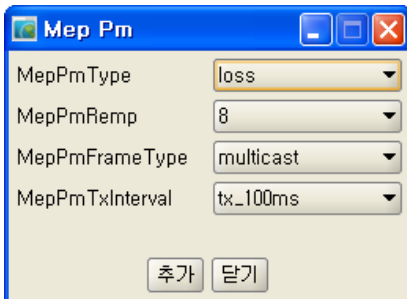 Mep Pm
MepPmType loss
MepPmRemp 8
MepPmFrameType multicast
MepPmTxInterval tx_100ms
추가 닫기